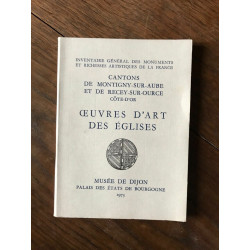 INVENTAIRE GÉNÉRAL DES MONUMENTS
ET RICHESSES ARTISTIQUES DE LA FRANCE
CANTONS
DE MONTIGNY-SUR-AUBE
ET DE RECEY-SUR-OURCE
CÔTE-D'OR
ŒUVRES D'ART
DES ÉGLISES
MUSÉE DE DIJON
PALAIS DES ÉTATS DE BOURGOGNE